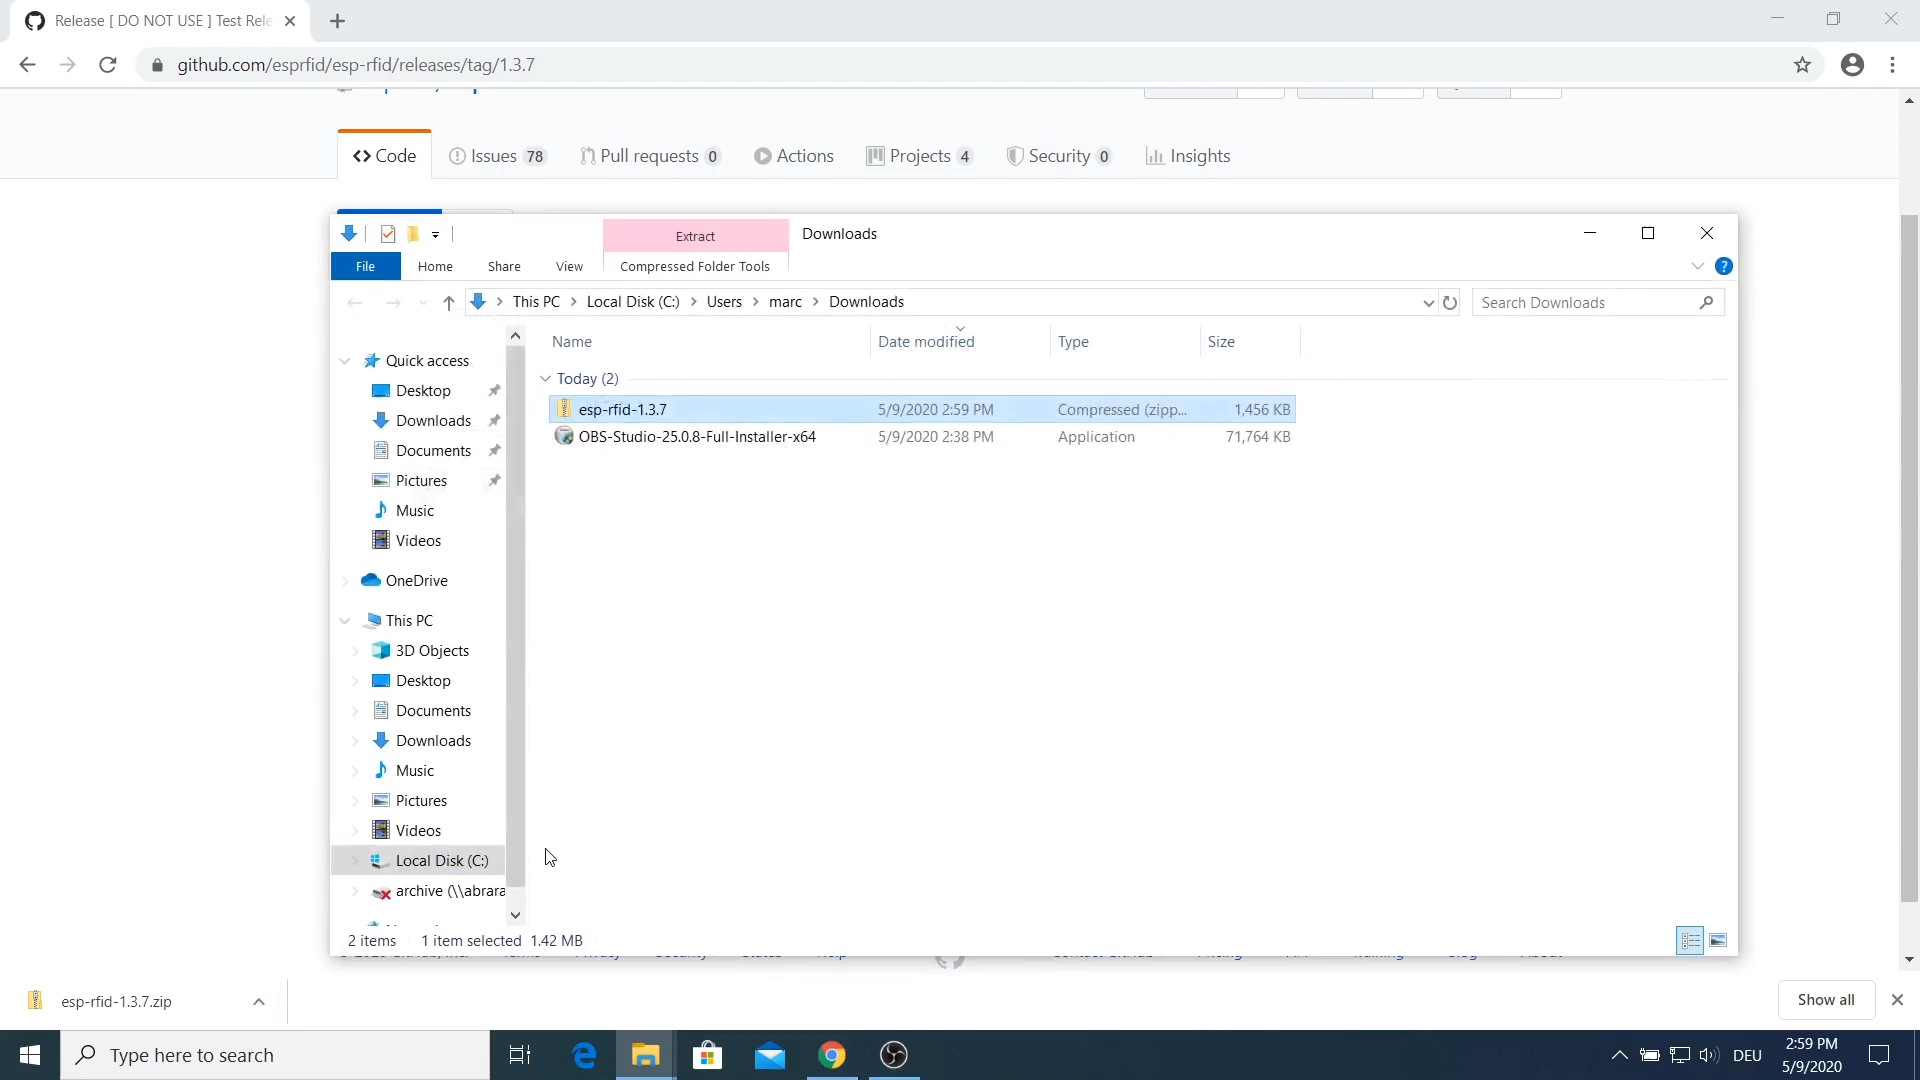 Release [ DO NOT USE ] Test Rele
github.com/esprfid/esp-rfid/releases/tag/1.3.7
Code
Issues 78
Pull requests 0
Actions
Projects 4
Security 0
Insights
Extract
Downloads
File
Home
Share
View
Compressed Folder Tools
This PC
Local Disk (C:)
Users
marc
Downloads
Search Downloads
Name
Date modified
Type
Size
Today (2)
esp-rfid-1.3.7 5/9/2020 2:59 PM Compressed (zipp... 1,456 KB
OBS-Studio-25.0.8-Full-Installer-x64 5/9/2020 2:38 PM Application 71,764 KB
Quick access
Desktop
Downloads
Documents
Pictures
Music
Videos
OneDrive
This PC
3D Objects
Desktop
Documents
Downloads
Music
Pictures
Videos
Local Disk (C:)
archive (\\abrara
2 items 1 item selected 1.42 MB
esp-rfid-1.3.7.zip
Show all
Type here to search
DEU
2:59 PM
5/9/2020